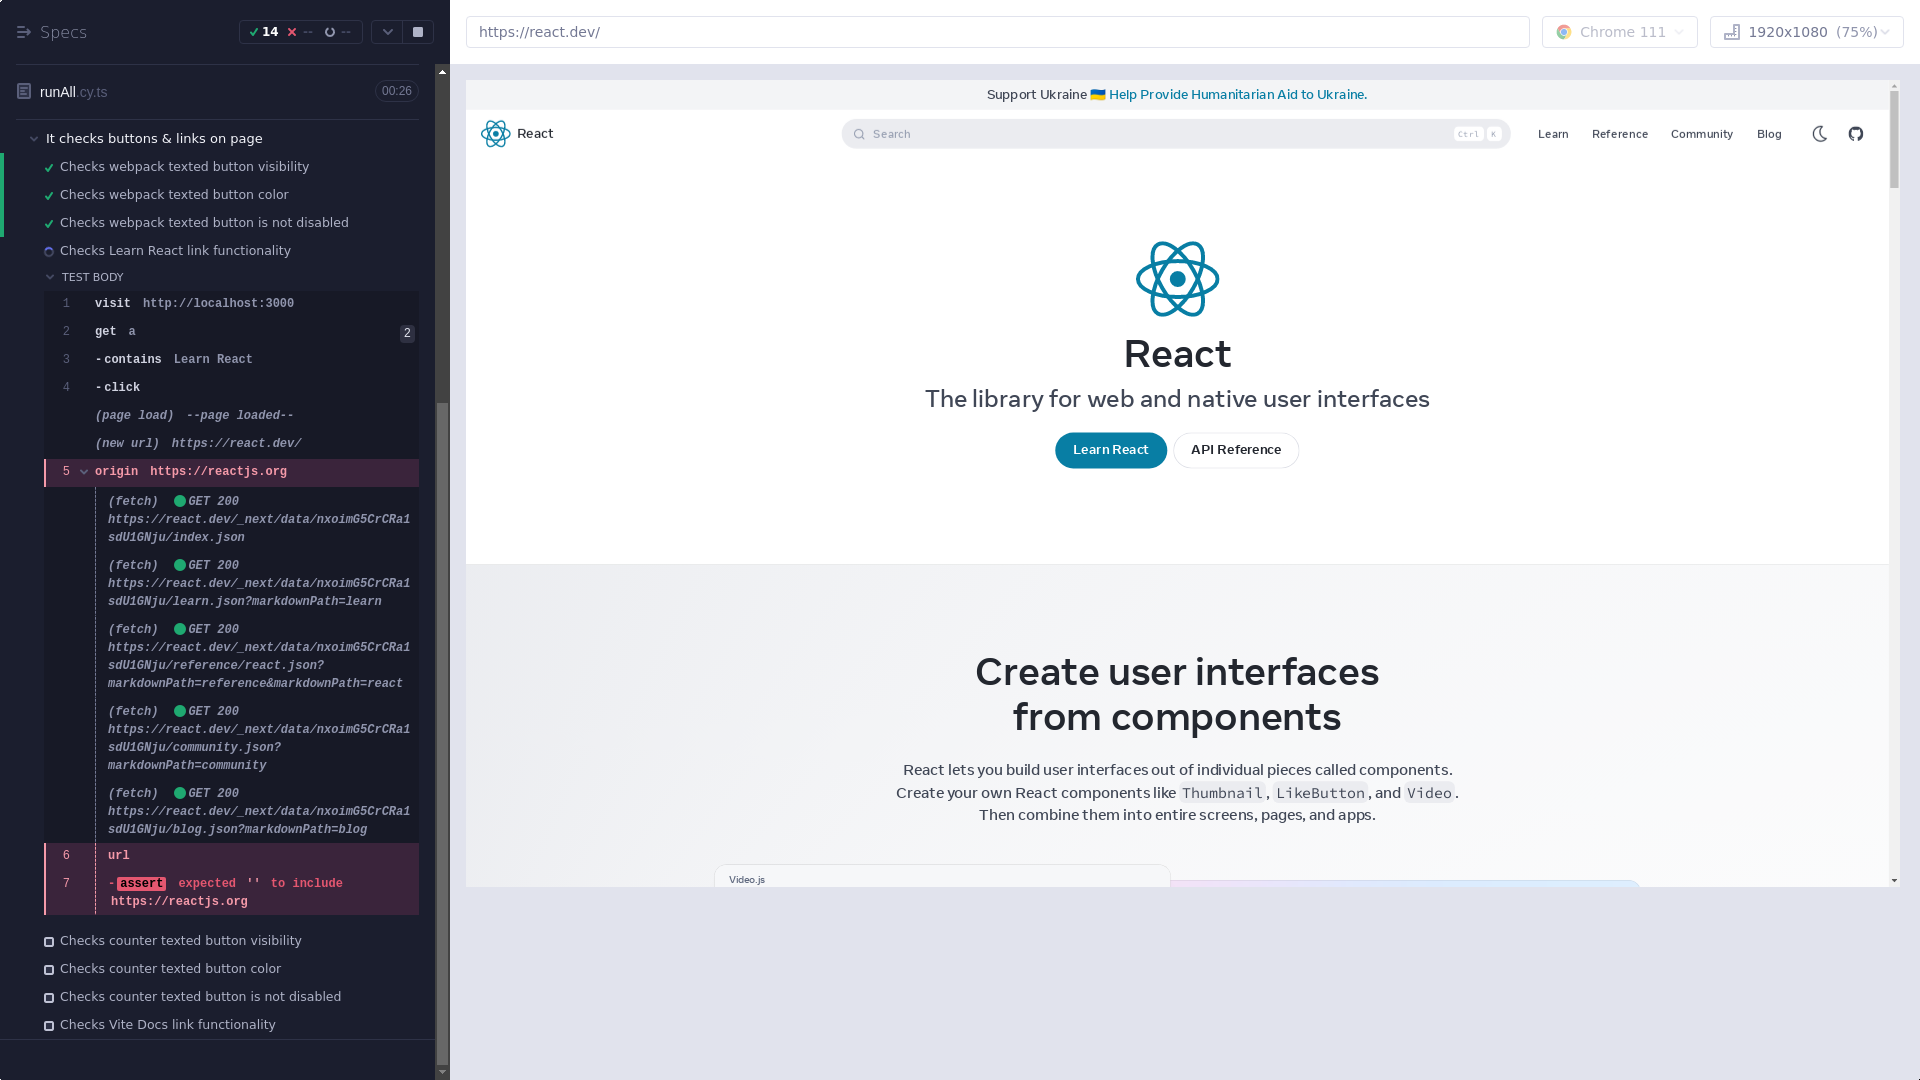 Specs
14 -- --
runAll.cy.ts
00:26
It checks buttons & links on page
Checks webpack texted button visibility
Checks webpack texted button color
Checks webpack texted button is not disabled
Checks Learn React link functionality
TEST BODY
1 visit http://localhost:3000
2 get a 2
3 -contains Learn React
4 -click
(page load) --page loaded--
(new url) https://react.dev/
5 origin https://reactjs.org
(fetch) GET 200
https://react.dev/_next/data/nxoimG5CrCRa1
sdU1GNju/index.json
(fetch) GET 200
https://react.dev/_next/data/nxoimG5CrCRa1
sdU1GNju/learn.json?markdownPath=learn
(fetch) GET 200
https://react.dev/_next/data/nxoimG5CrCRa1
sdU1GNju/reference/react.json?
markdownPath=reference&markdownPath=react
(fetch) GET 200
https://react.dev/_next/data/nxoimG5CrCRa1
sdU1GNju/community.json?
markdownPath=community
(fetch) GET 200
https://react.dev/_next/data/nxoimG5CrCRa1
sdU1GNju/blog.json?markdownPath=blog
6 url
7 -assert expected '' to include
https://reactjs.org
Checks counter texted button visibility
Checks counter texted button color
Checks counter texted button is not disabled
Checks Vite Docs link functionality
https://react.dev/
Chrome 111
1920x1080 (75%)
Support Ukraine 🇺🇦 Help Provide Humanitarian Aid to Ukraine.
React
Search
Ctrl K
Learn Reference Community Blog
React
The library for web and native user interfaces
Learn React
API Reference
Create user interfaces
from components
React lets you build user interfaces out of individual pieces called components.
Create your own React components like Thumbnail, LikeButton, and Video.
Then combine them into entire screens, pages, and apps.
Video.js